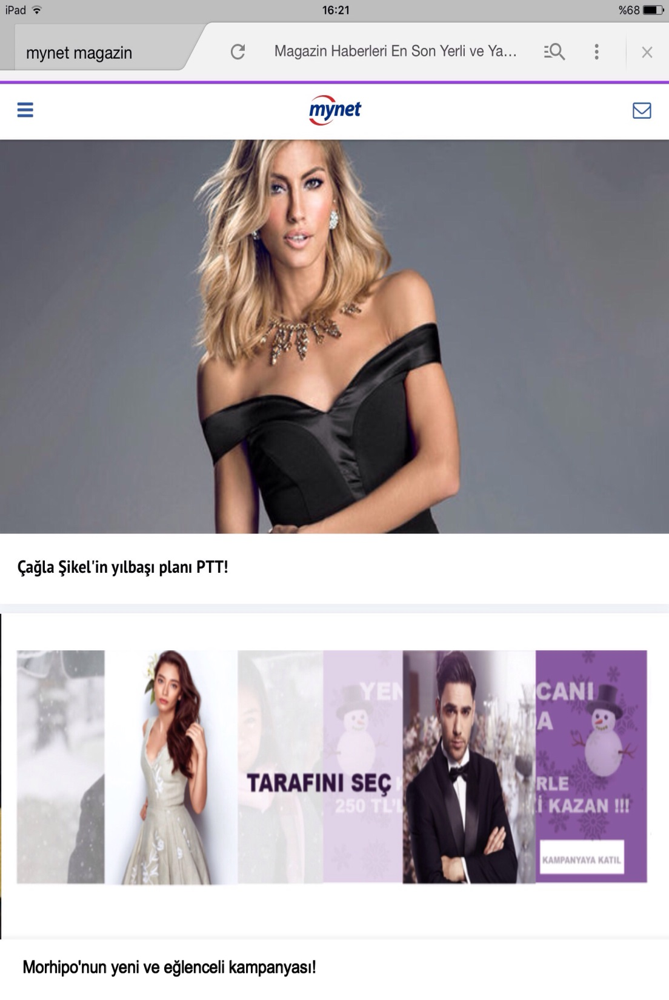 iPad
16:21
%68
mynet magazin
Magazin Haberleri En Son Yerli ve Ya...
mynet
Çağla Şikel'in yılbaşı planı PTT!
YEN
CANI
A
TARAFINI SEÇ
RLE
250 TL'L
İ KAZAN !!!
KAMPANYAYA KATIL
Morhipo'nun yeni ve eğlenceli kampanyası!